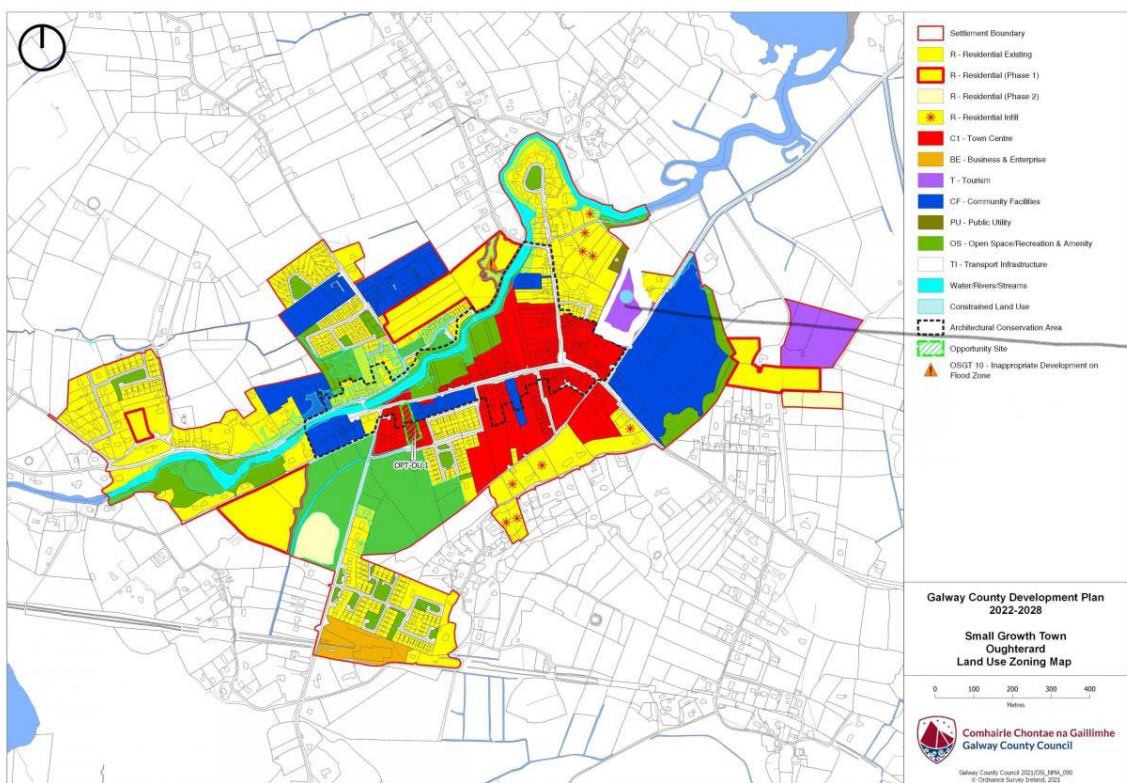 Settlement Boundary
R - Residential Existing
R - Residential (Phase 1)
R - Residential (Phase 2)
R - Residential Infill
C1 - Town Centre
BE - Business & Enterprise
T - Tourism
CF - Community Facilities
PU - Public Utility
OS - Open Space/Recreation & Amenity
TI - Transport Infrastructure
Water/Rivers/Streams
Constrained Land Use
Architectural Conservation Area
Opportunity Site
OSGT 10 - Inappropriate Development on
Flood Zone
OPT-OU 1
Galway County Development Plan
2022-2028
Small Growth Town
Oughterard
Land Use Zoning Map
0 100 200 300 400
Metres
Comhairle Chontae na Gaillimhe
Galway County Council
Galway County Council 2021/OSI_NMA_090
© Ordnance Survey Ireland, 2021